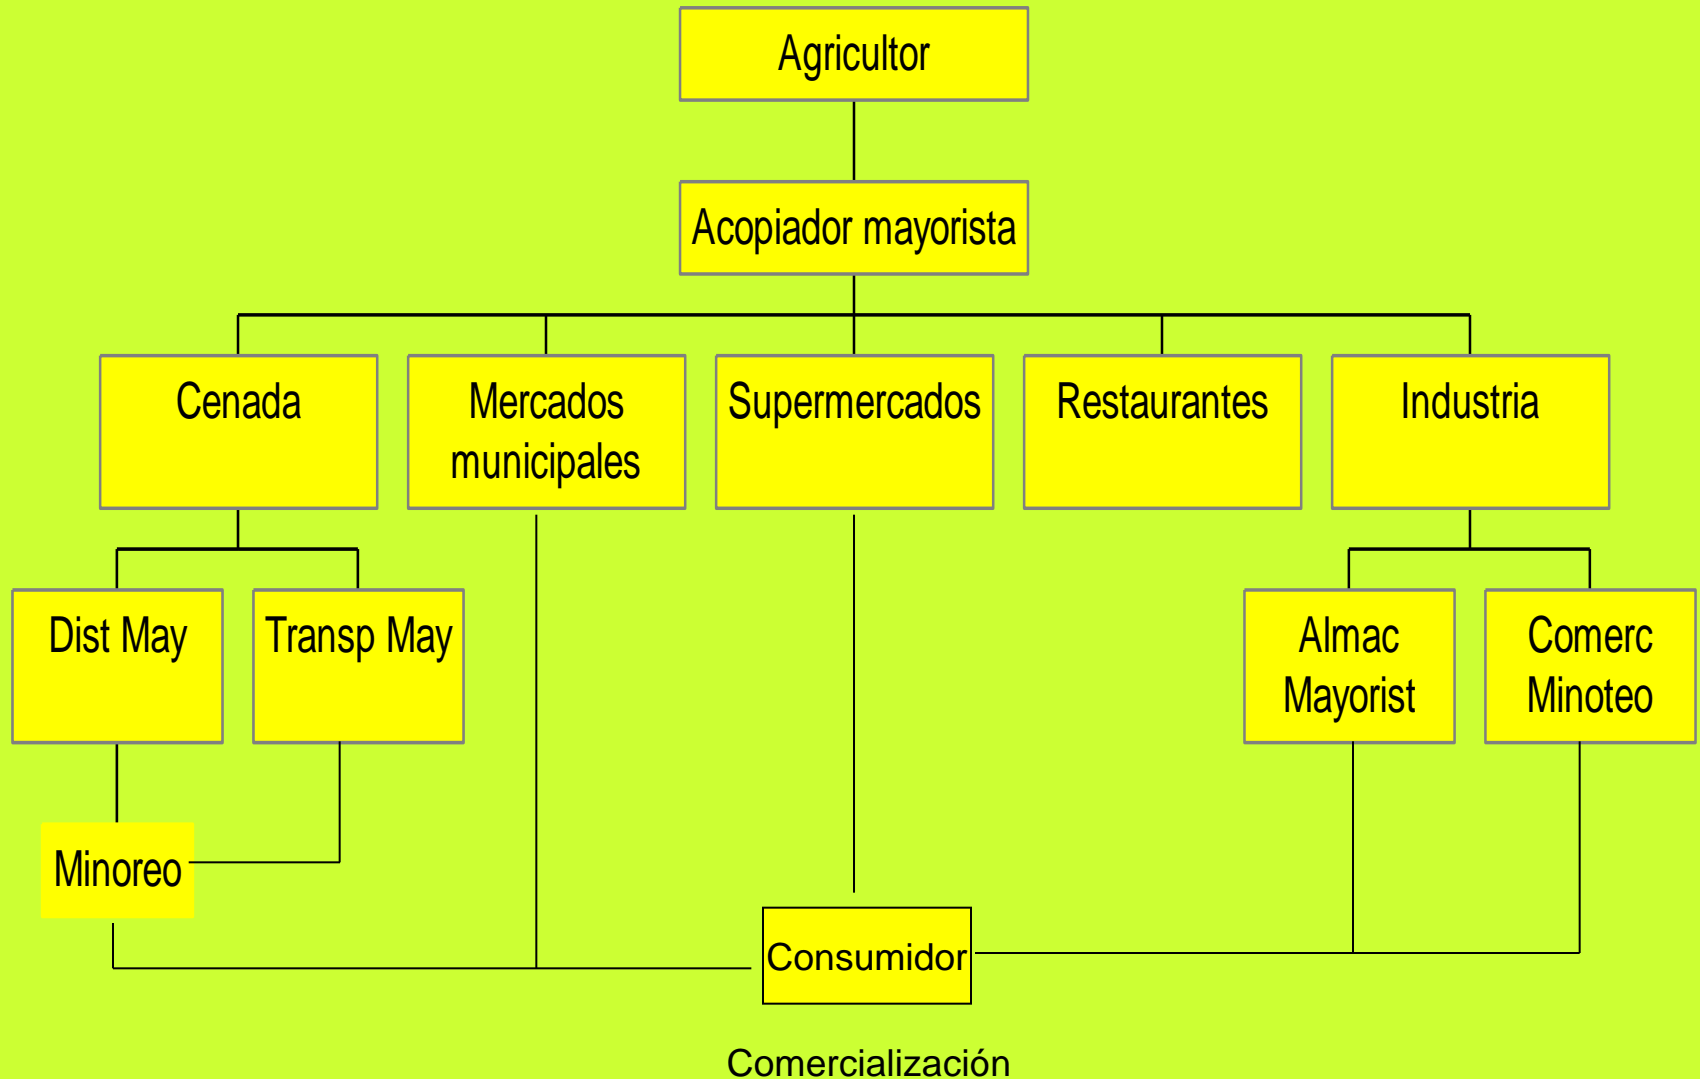 Agricultor
Acopiador mayorista
Cenada
Mercados
municipales
Supermercados
Restaurantes
Industria
Dist May
Transp May
Almac
Mayorist
Comerc
Minoteo
Minoreo
Consumidor
Comercialización